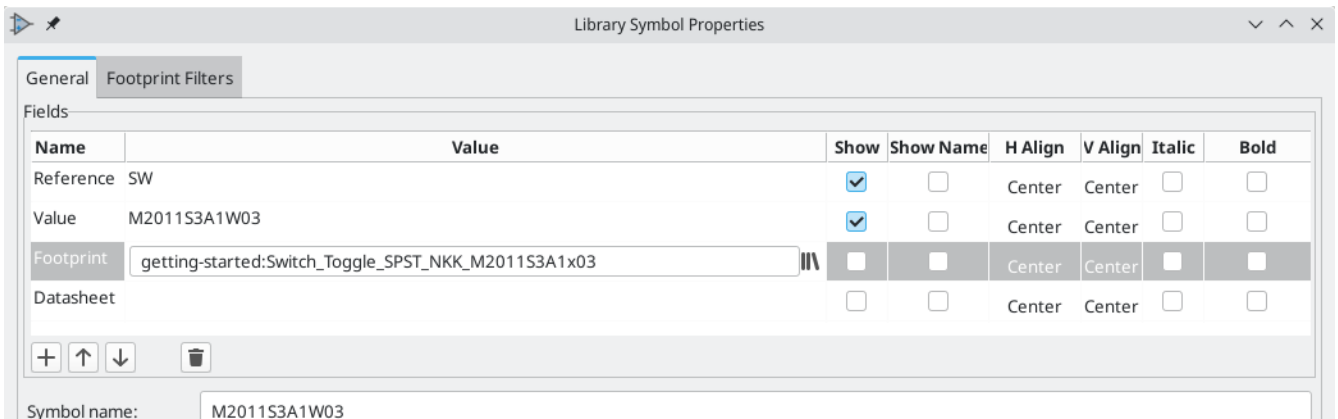 Library Symbol Properties
General Footprint Filters
Fields
Name Value Show Show Name H Align V Align Italic Bold
Reference SW Center Center
Value M2011S3A1W03 Center Center
Footprint getting-started:Switch_Toggle_SPST_NKK_M2011S3A1x03 Center Center
Datasheet Center Center
Symbol name: M2011S3A1W03